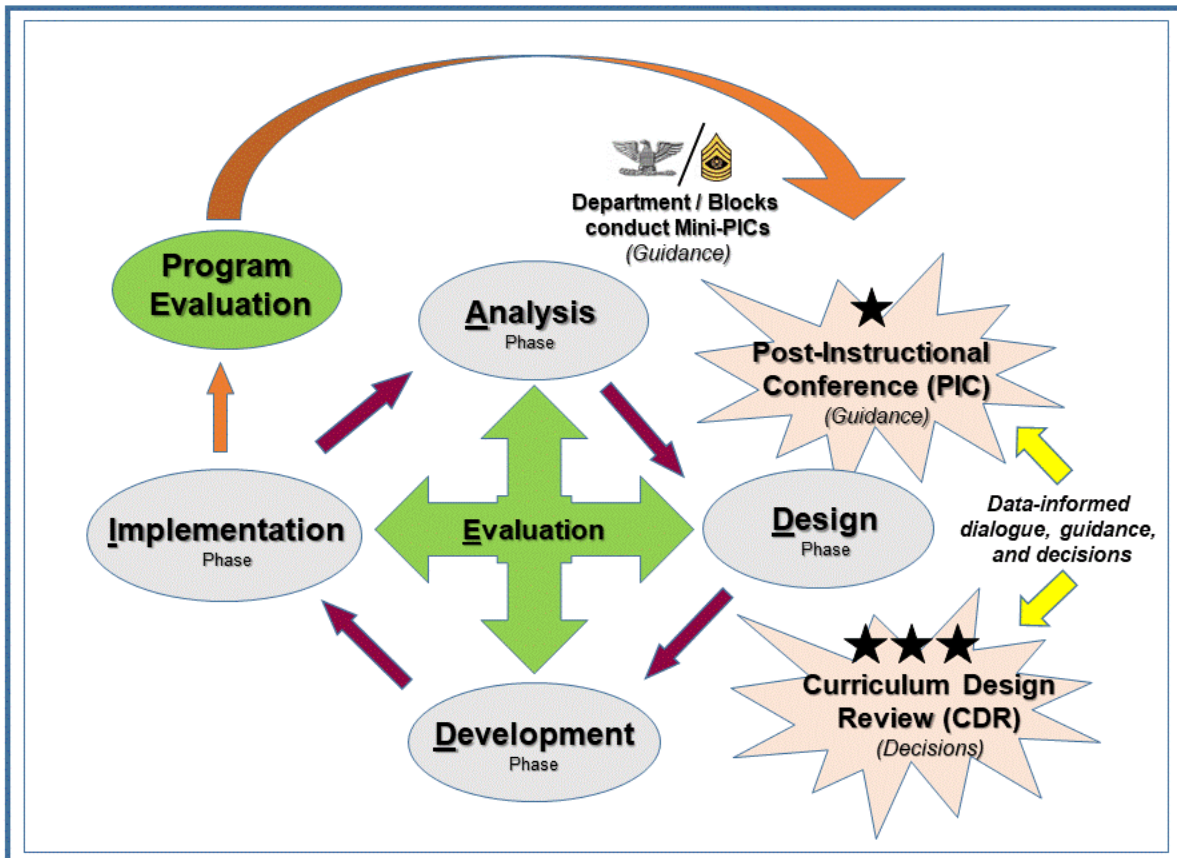 Department / Blocks
conduct Mini-PICs
(Guidance)
Program
Evaluation
Analysis
Phase
Post-Instructional
Conference (PIC)
(Guidance)
Implementation
Phase
Evaluation
Design
Phase
Data-informed
dialogue, guidance,
and decisions
Development
Phase
Curriculum Design
Review (CDR)
(Decisions)